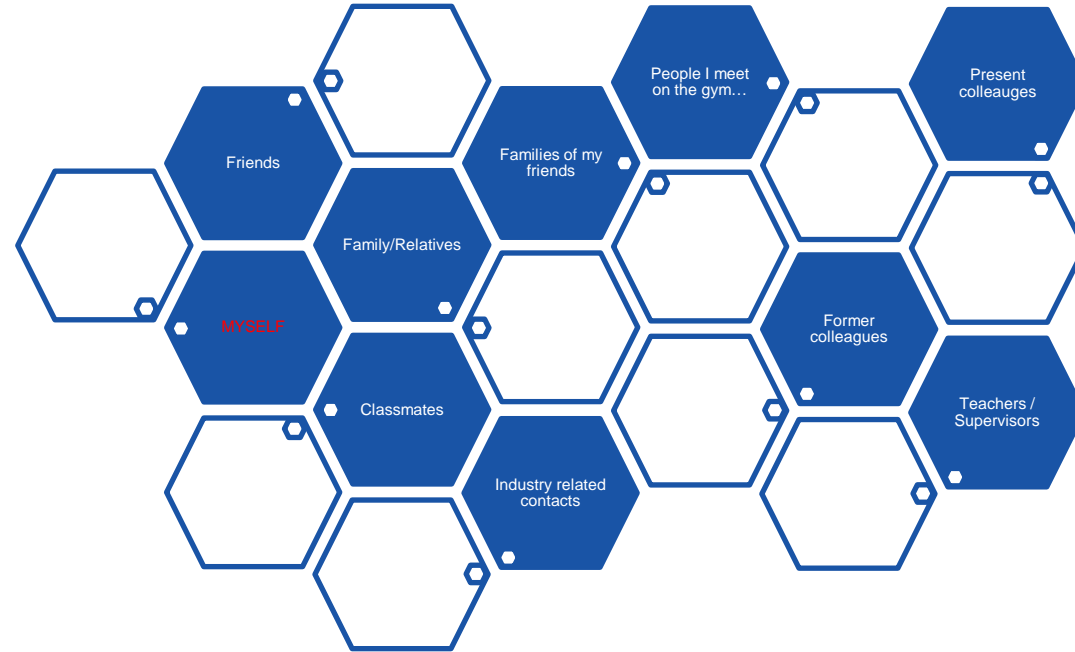 People I meet
on the gym…
Present
colleauges
Friends
Families of my
friends
Family/Relatives
MYSELF
Former
colleagues
Classmates
Teachers /
Supervisors
Industry related
contacts